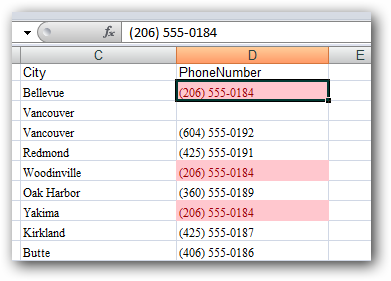 fx (206) 555-0184
C D E
City PhoneNumber
Bellevue (206) 555-0184
Vancouver
Vancouver (604) 555-0192
Redmond (425) 555-0191
Woodinville (206) 555-0184
Oak Harbor (360) 555-0189
Yakima (206) 555-0184
Kirkland (425) 555-0187
Butte (406) 555-0186